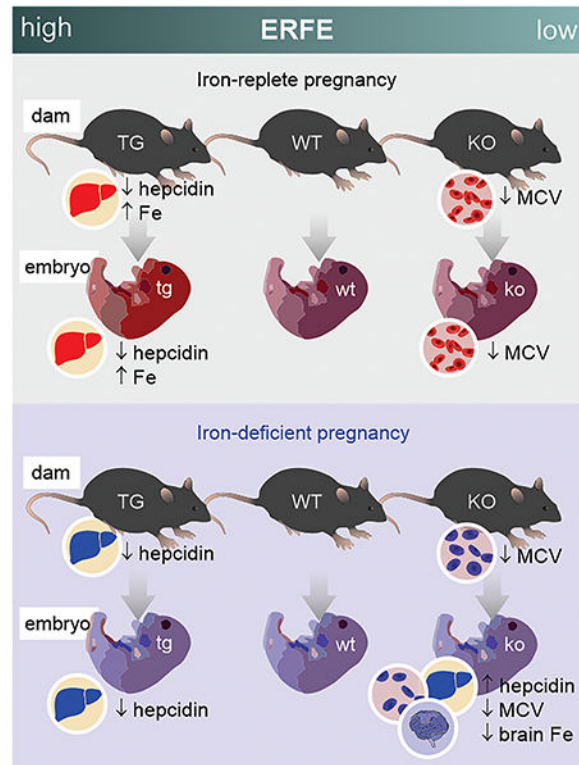 high ERFE low
Iron-replete pregnancy
dam
TG WT KO
↓ hepcidin
↑ Fe
↓ MCV
embryo
tg wt ko
↓ hepcidin
↑ Fe
↓ MCV
Iron-deficient pregnancy
dam
TG WT KO
↓ hepcidin
↓ MCV
embryo
tg wt ko
↓ hepcidin
↑ hepcidin
↓ MCV
↓ brain Fe